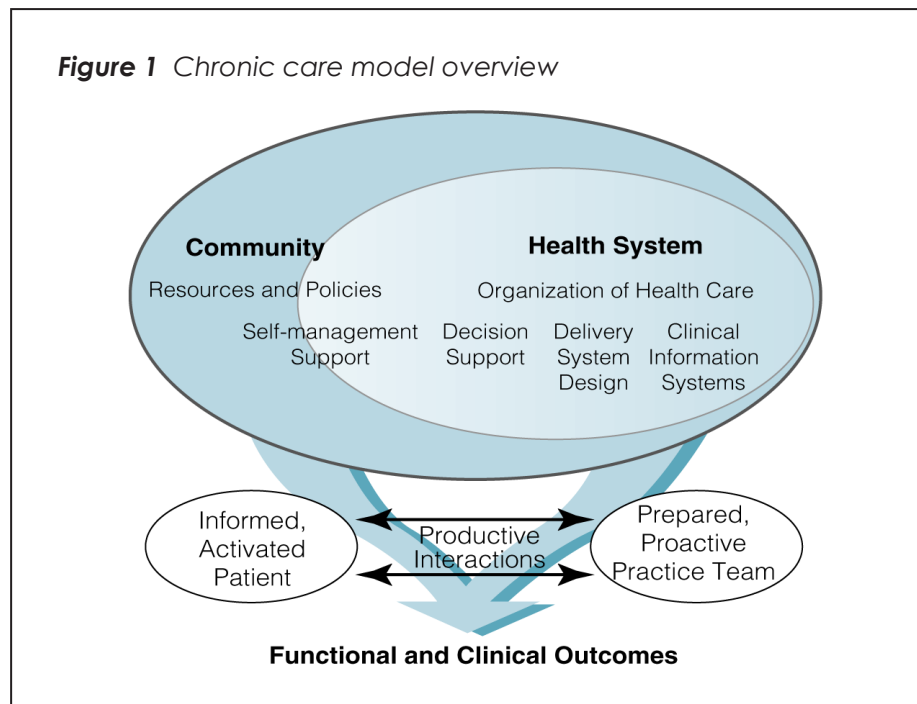 Figure 1 Chronic care model overview
Community
Resources and Policies
Health System
Organization of Health Care
Self-management
Support
Decision
Support
Delivery
System
Design
Clinical
Information
Systems
Informed,
Activated
Patient
Productive
Interactions
Prepared,
Proactive
Practice Team
Functional and Clinical Outcomes